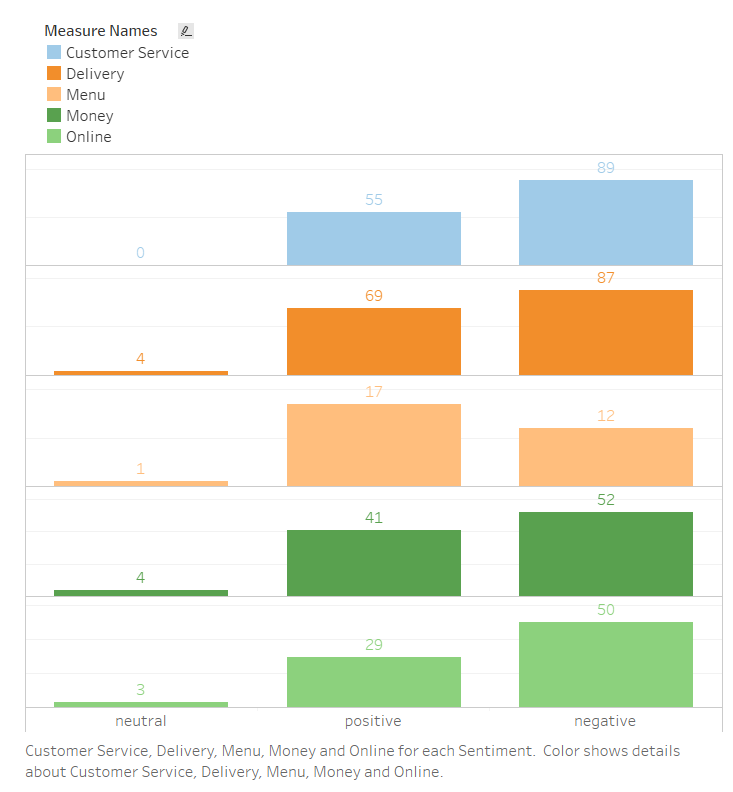 Measure Names
Customer Service
Delivery
Menu
Money
Online
0 55 89
4 69 87
1 17 12
4 41 52
3 29 50
neutral positive negative
Customer Service, Delivery, Menu, Money and Online for each Sentiment. Color shows details
about Customer Service, Delivery, Menu, Money and Online.